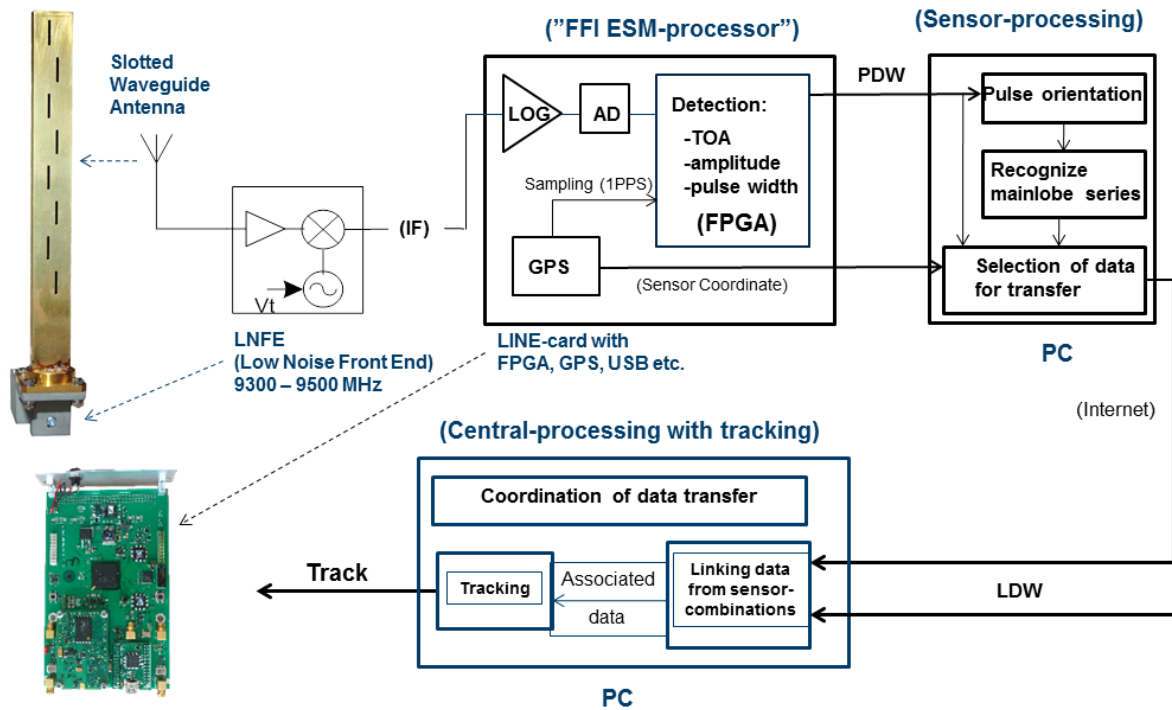 ("FFI ESM-processor")
(Sensor-processing)
Slotted
Waveguide
Antenna
LOG
AD
Detection:
-TOA
-amplitude
-pulse width
(FPGA)
PDW
Pulse orientation
Recognize
mainlobe series
Selection of data
for transfer
Sampling (1PPS)
(IF)
GPS
(Sensor Coordinate)
Vt
LNFE
(Low Noise Front End)
9300 – 9500 MHz
LINE-card with
FPGA, GPS, USB etc.
PC
(Internet)
(Central-processing with tracking)
Coordination of data transfer
Linking data
from sensor-
combinations
Associated
data
Tracking
Track
LDW
PC